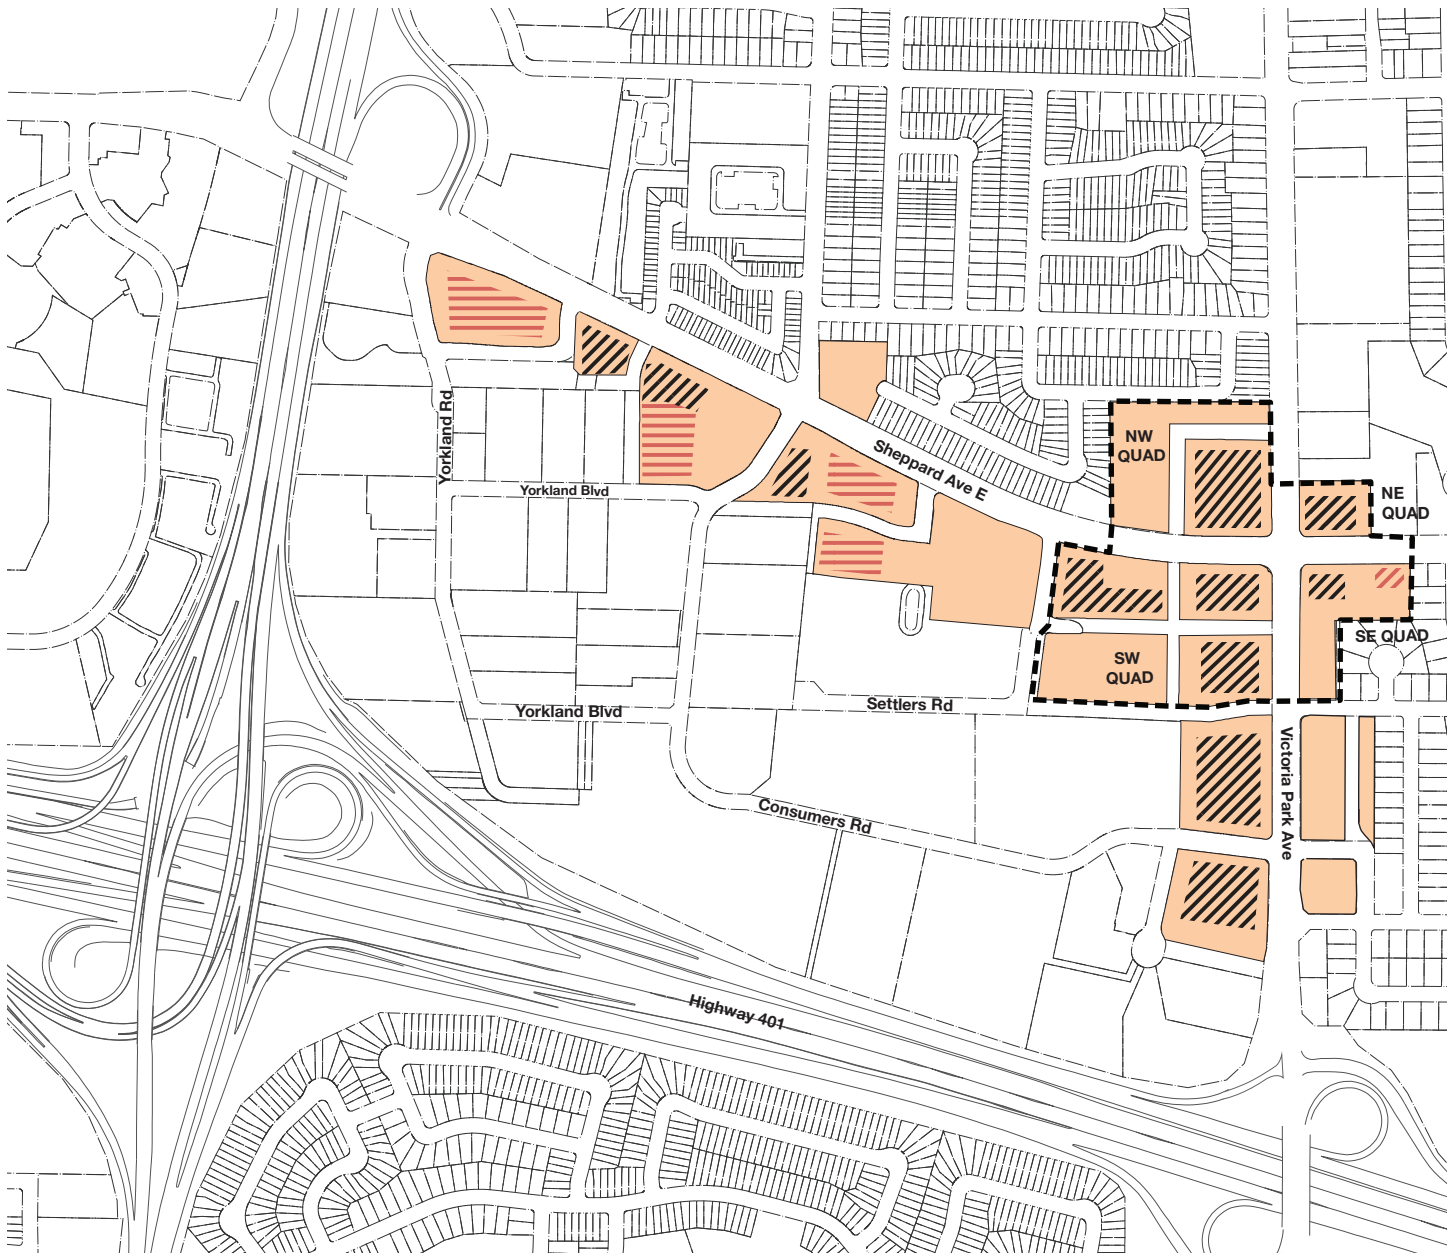 NW
QUAD
Sheppard Ave E
Yorkland Rd
Yorkland Blvd
NE
QUAD
SE QUAD
SW
QUAD
Settlers Rd
Yorkland Blvd
Victoria Park Ave
Consumers Rd
Highway 401